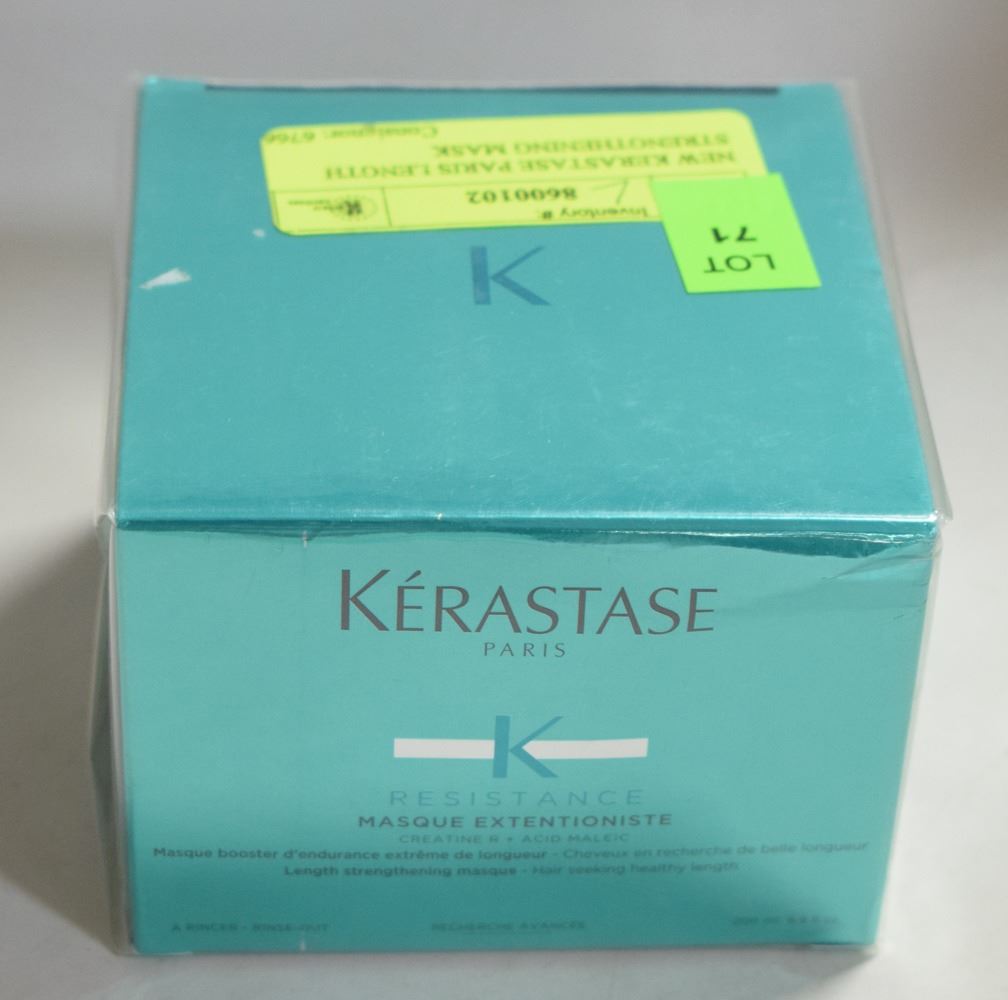 Inventory #:
8600102
NEW KERASTASE PARIS LENGTH
STRENGTHENING MASK
Consignor: 6766
LOT
71
K
KÉRASTASE
PARIS
K
RESISTANCE
MASQUE EXTENTIONISTE
CREATINE R + ACID MALEIC
Masque booster d'endurance extrême de longueur - Cheveux en recherche de belle longueur
Length strengthening masque - Hair seeking healthy length
A RINCER - RINSE-OUT
RECHERCHE AVANCÉE
200 ml